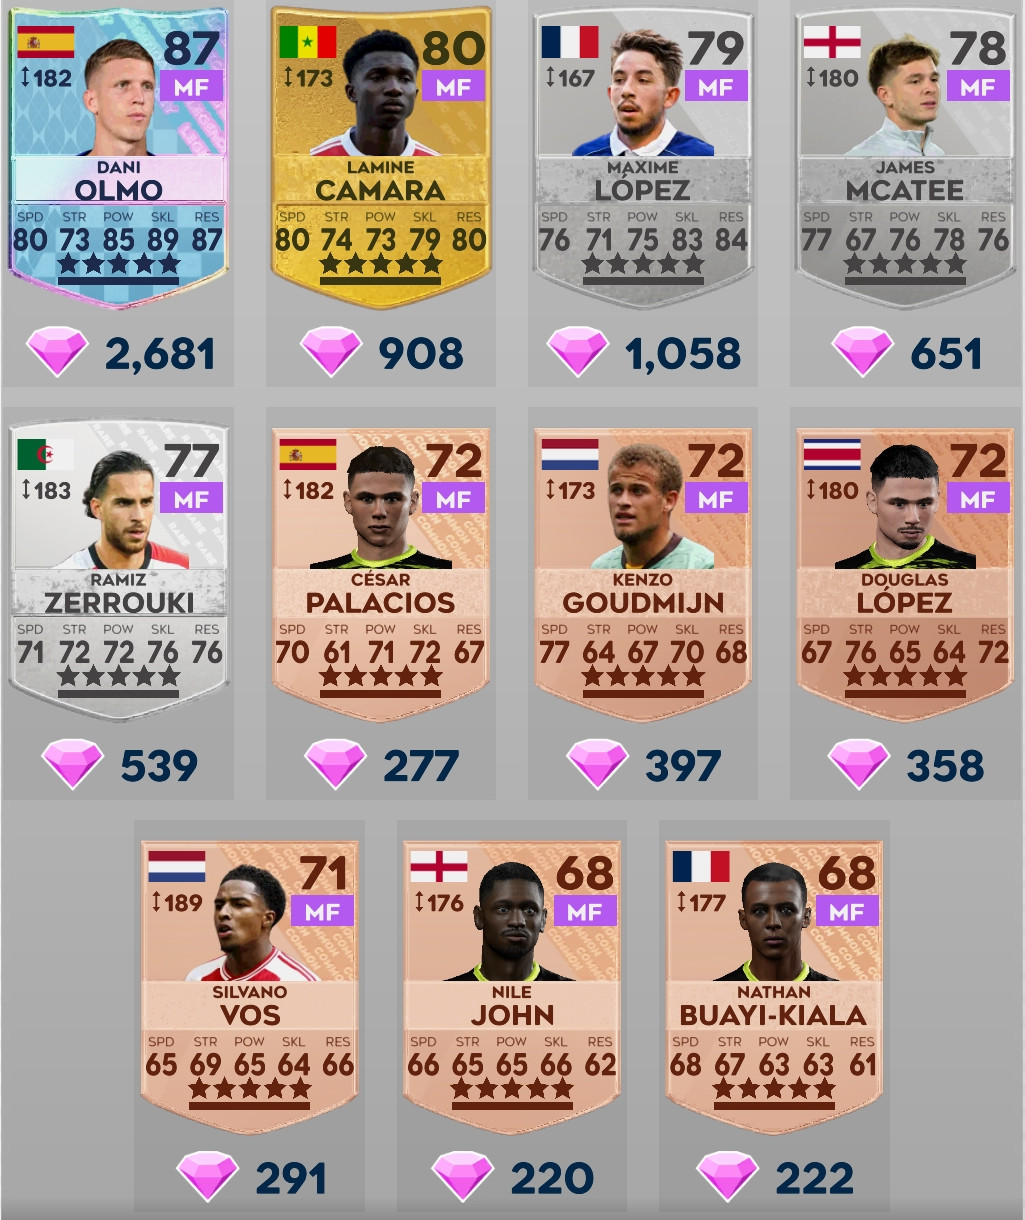 87
182
MF
DANI
OLMO
SPD STR POW SKL RES
80 73 85 89 87
2,681
80
173
MF
LAMINE
CAMARA
SPD STR POW SKL RES
80 74 73 79 80
908
79
167
MF
MAXIME
LÓPEZ
SPD STR POW SKL RES
76 71 75 83 84
1,058
78
180
MF
JAMES
MCATEE
SPD STR POW SKL RES
77 67 76 78 76
651
77
183
MF
RAMIZ
ZERROUKI
SPD STR POW SKL RES
71 72 72 76 76
539
72
182
MF
CÉSAR
PALACIOS
SPD STR POW SKL RES
70 61 71 72 67
277
72
173
MF
KENZO
GOUDMIJN
SPD STR POW SKL RES
77 64 67 70 68
397
72
180
MF
DOUGLAS
LÓPEZ
SPD STR POW SKL RES
67 76 65 64 72
358
71
189
MF
SILVANO
VOS
SPD STR POW SKL RES
65 69 65 64 66
291
68
176
MF
NILE
JOHN
SPD STR POW SKL RES
66 65 65 66 62
220
68
177
MF
NATHAN
BUAYI-KIALA
SPD STR POW SKL RES
68 67 63 63 61
222